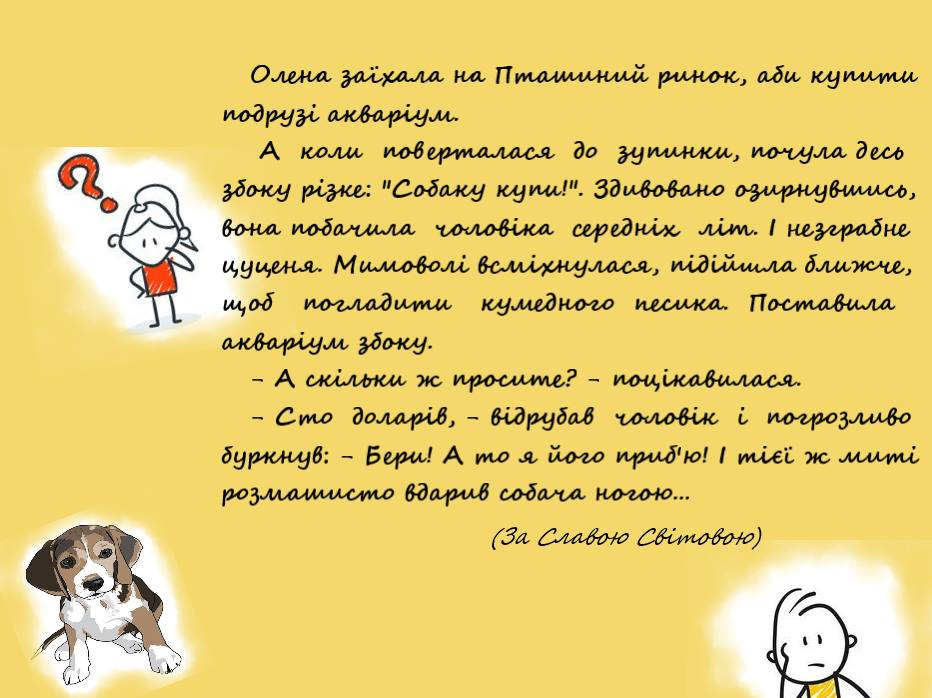 Олена заїхала на Пташиний ринок, аби купити
подрузі акваріум.
А коли поверталася до зупинки, почула десь
збоку різке: "Собаку купи!". Здивовано озирнувшись,
вона побачила чоловіка середніх літ. І незграбне
цуценя. Мимоволі всміхнулася, підійшла ближче,
щоб погладити кумедного песика. Поставила
акваріум збоку.
– А скільки ж просите? – поцікавилася.
– Сто доларів, – відрубав чоловік і погрозливо
буркнув: – Бери! А то я його приб'ю! І тієї ж миті
розмашисто вдарив собача ногою...
(За Славою Світовою)